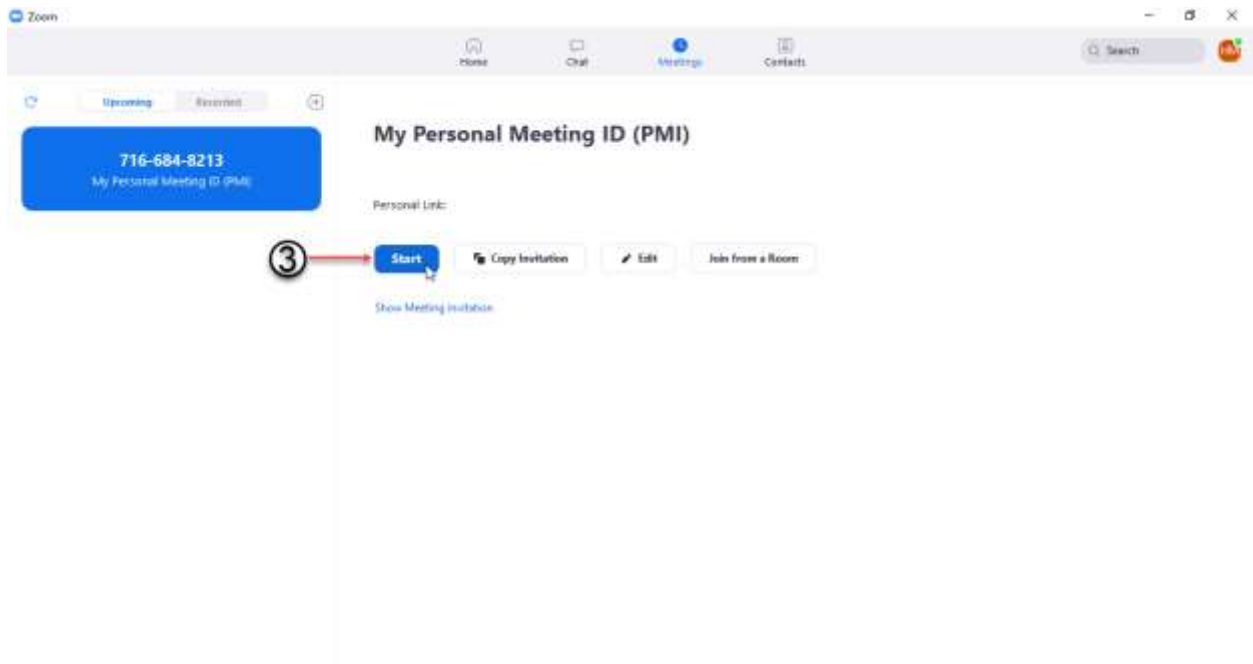 Zoom
Home
Chat
Meetings
Contacts
Search
Upcoming
Recorded
716-684-8213
My Personal Meeting ID (PMI)
My Personal Meeting ID (PMI)
Personal Link:
3
Start
Copy Invitation
Edit
Join from a Room
Show Meeting Invitation